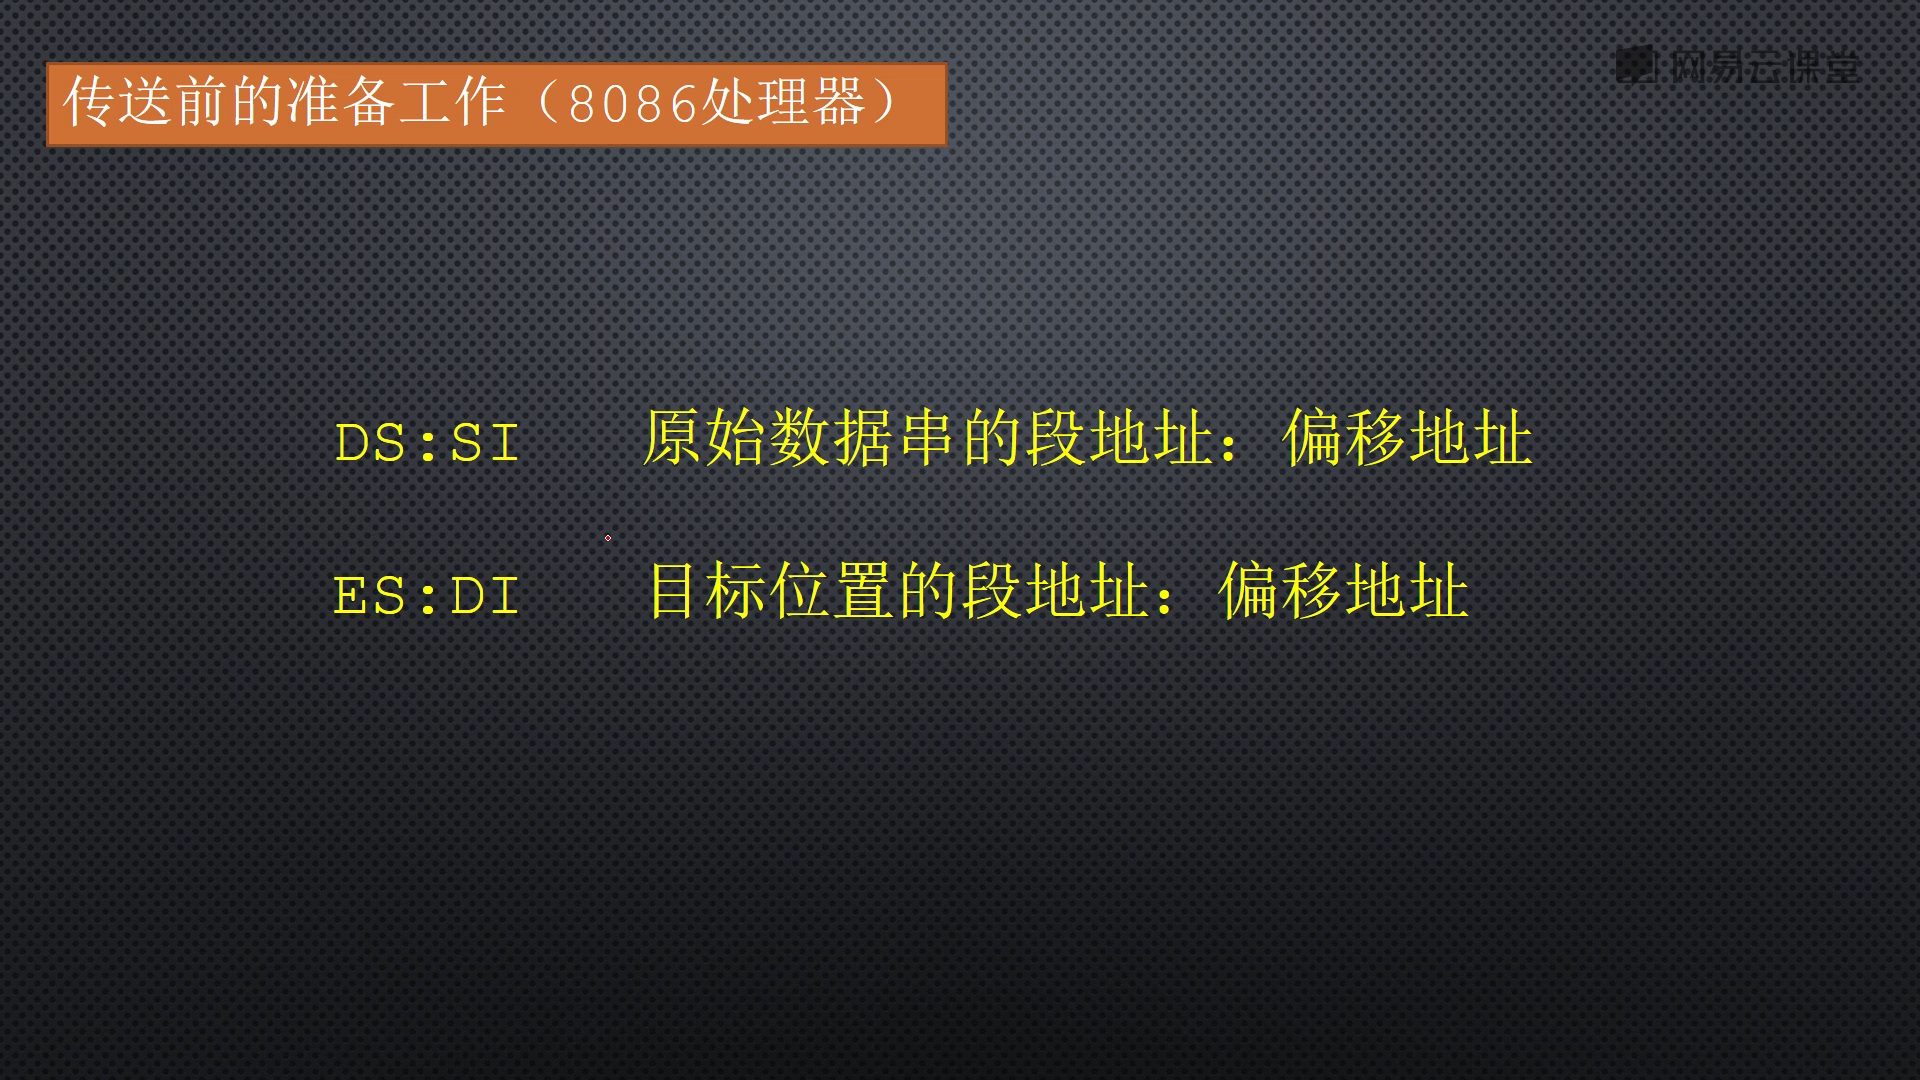 网易云课堂
传送前的准备工作（8086处理器）
DS:SI 原始数据串的段地址：偏移地址
ES:DI 目标位置的段地址：偏移地址